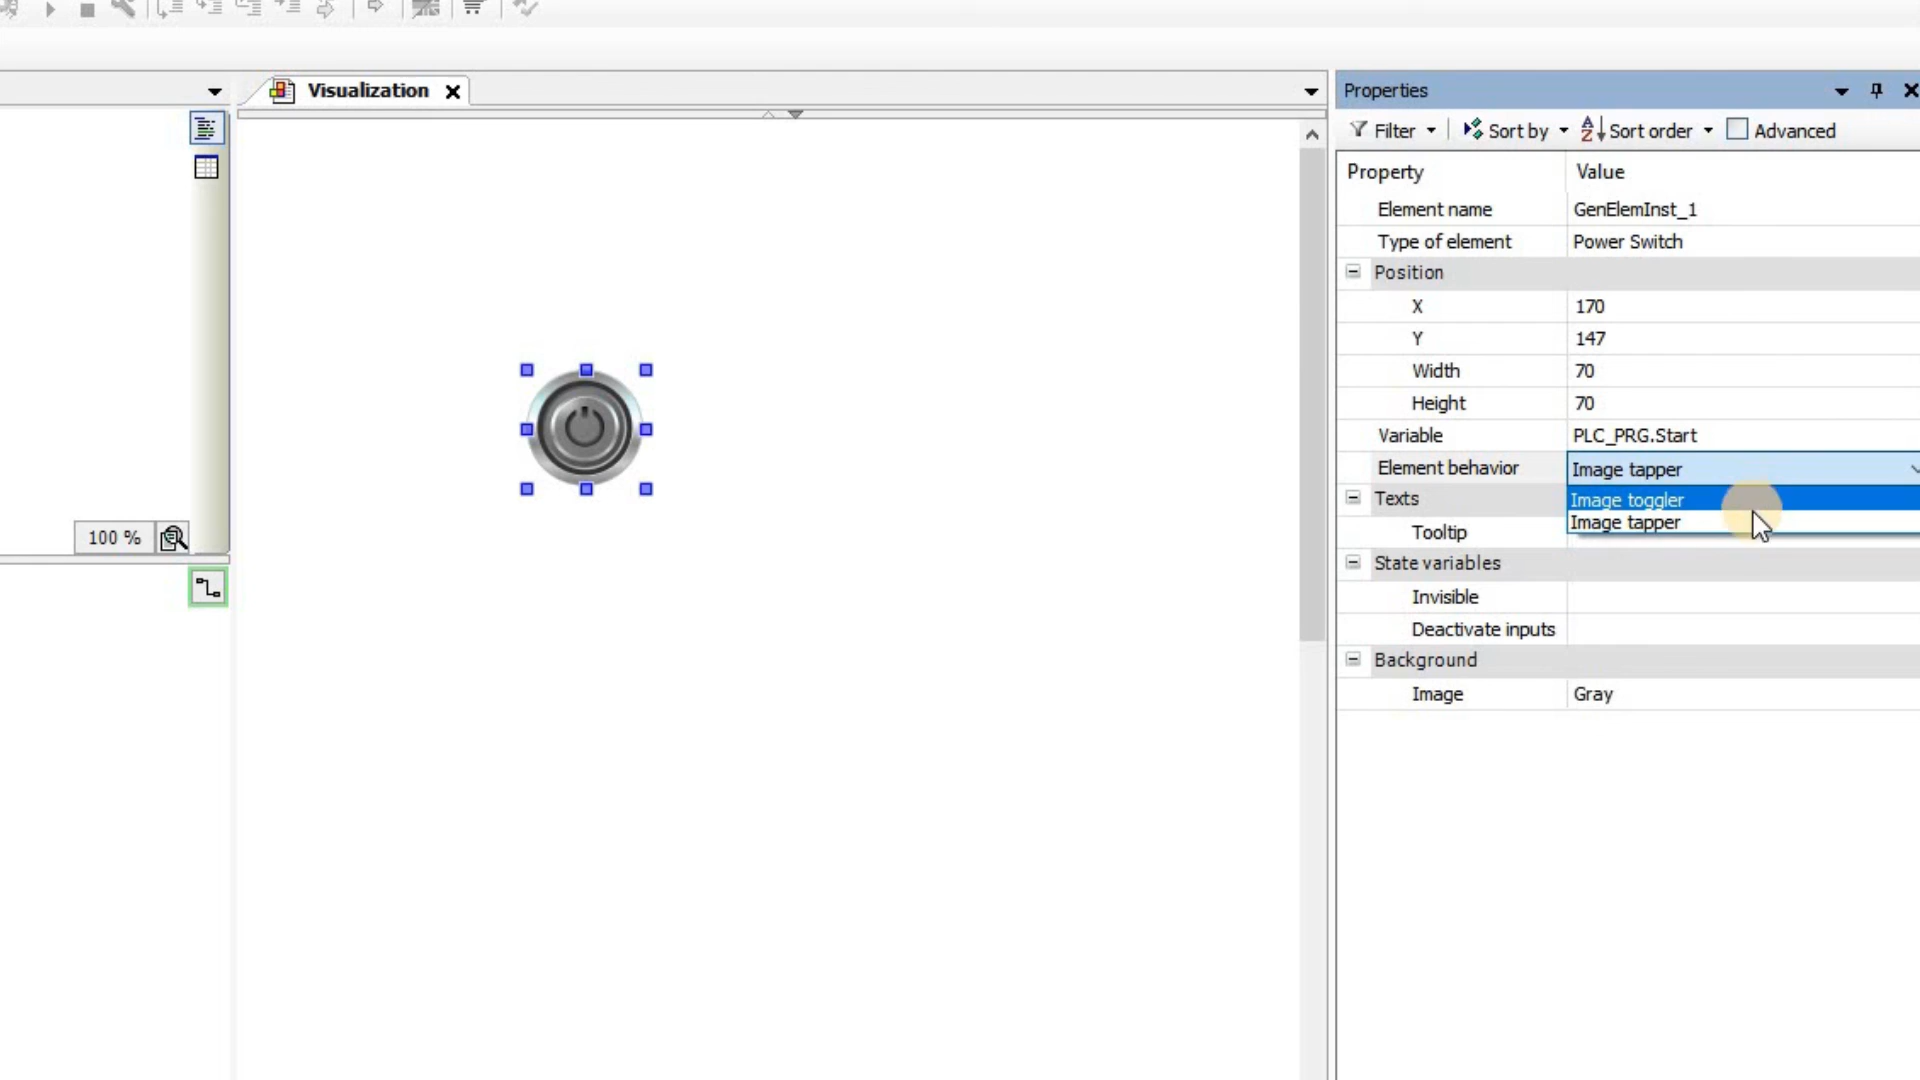 Visualization
Properties
Filter Sort by Sort order Advanced
Property Value
Element name GenElemInst_1
Type of element Power Switch
Position
X 170
Y 147
Width 70
Height 70
Variable PLC_PRG.Start
Element behavior Image tapper
Texts Image toggler
Image tapper
Tooltip
State variables
Invisible
Deactivate inputs
Background
Image Gray
100 %